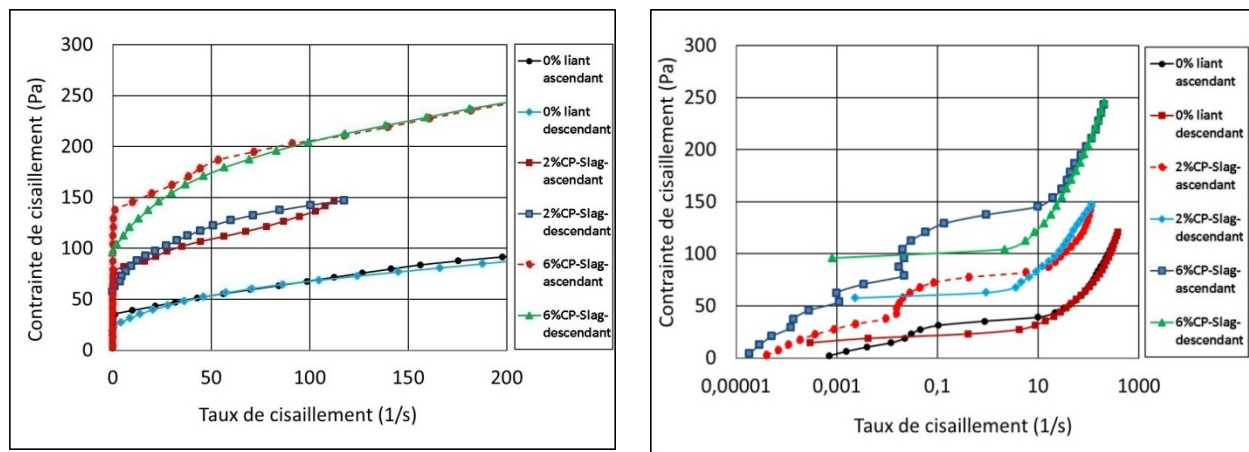 300
250
200
150
100
50
0
Contrainte de cisaillement (Pa)
0
50
100
150
200
Taux de cisaillement (1/s)
0% liant
ascendant
0% liant
descendant
2%CP-Slag-
ascendant
2%CP-Slag-
descendant
6%CP-Slag-
ascendant
6%CP-Slag-
descendant
300
250
200
150
100
50
0
Contrainte de cisaillement (Pa)
0,00001
0,001
0,1
10
1000
Taux de cisaillement (1/s)
0% liant
ascendant
0% liant
descendant
2%CP-Slag-
ascendant
2%CP-Slag-
descendant
6%CP-Slag-
ascendant
6%CP-Slag-
descendant